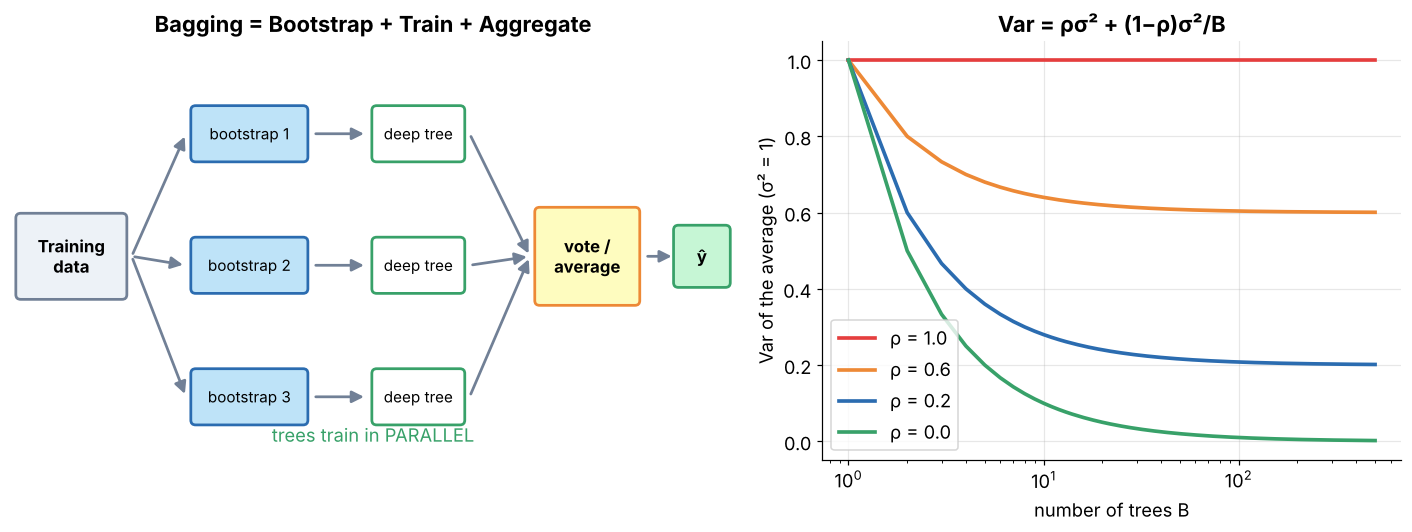 Bagging = Bootstrap + Train + Aggregate
bootstrap 1
deep tree
Training
data
bootstrap 2
deep tree
vote /
average
ŷ
bootstrap 3
deep tree
trees train in PARALLEL
Var = ρσ² + (1−ρ)σ²/B
Var of the average (σ² = 1)
1.0
0.8
0.6
0.4
0.2
0.0
ρ = 1.0
ρ = 0.6
ρ = 0.2
ρ = 0.0
10⁰
10¹
10²
number of trees B